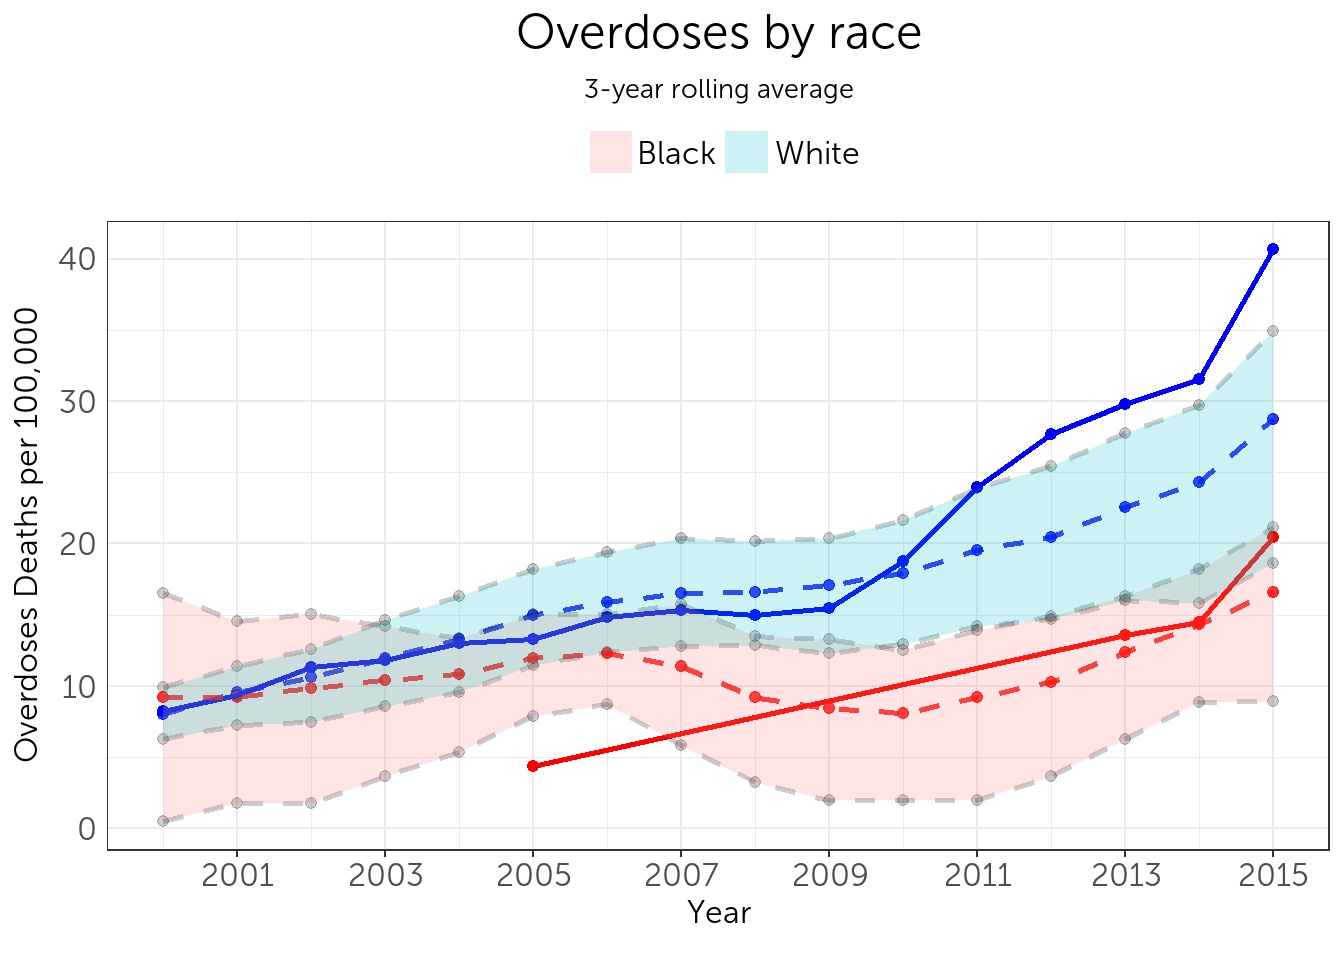 Overdoses by race
3-year rolling average
Black White
Overdoses Deaths per 100,000
40
30
20
10
0
2001 2003 2005 2007 2009 2011 2013 2015
Year